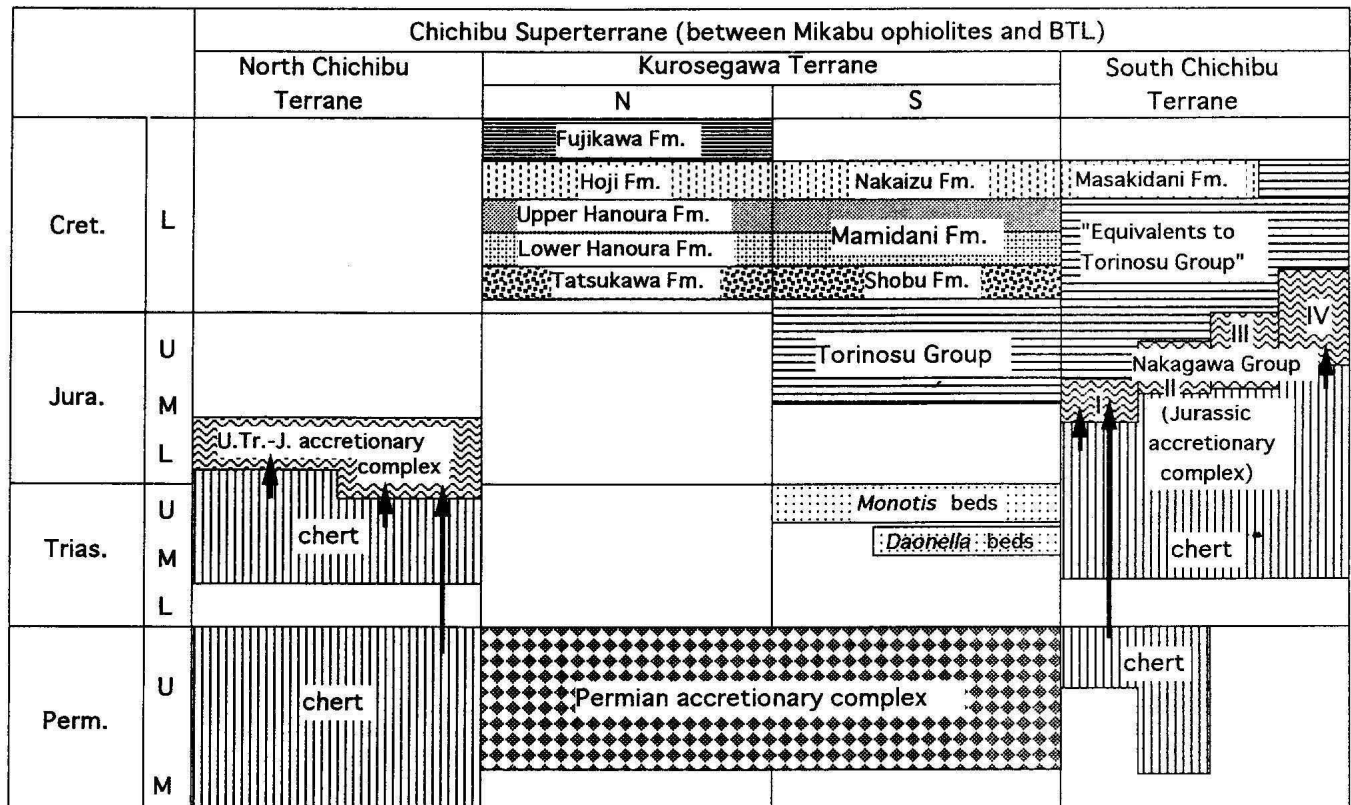 Chichibu Superterrane (between Mikabu ophiolites and BTL)
North Chichibu
Terrane
Kurosegawa Terrane
South Chichibu
Terrane
N
S
Cret.
L
Fujikawa Fm.
Hoji Fm.
Nakaizu Fm.
Masakidani Fm.
Upper Hanoura Fm.
Mamidani Fm.
Lower Hanoura Fm.
"Equivalents to
Torinosu Group"
Tatsukawa Fm.
Shobu Fm.
Jura.
U
M
L
Torinosu Group
IV
III
Nakagawa Group
II
I
(Jurassic
accretionary
complex)
U.Tr.-J. accretionary
complex
Trias.
U
M
L
chert
Monotis beds
Daonella beds
chert
Perm.
U
M
chert
Permian accretionary complex
chert